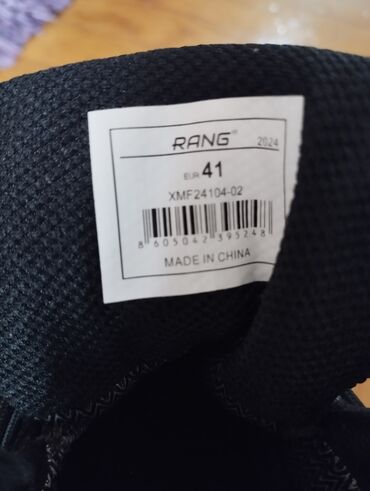 RANG® 2024
EUR 41
XMF24104-02
8 605042 395248
MADE IN CHINA